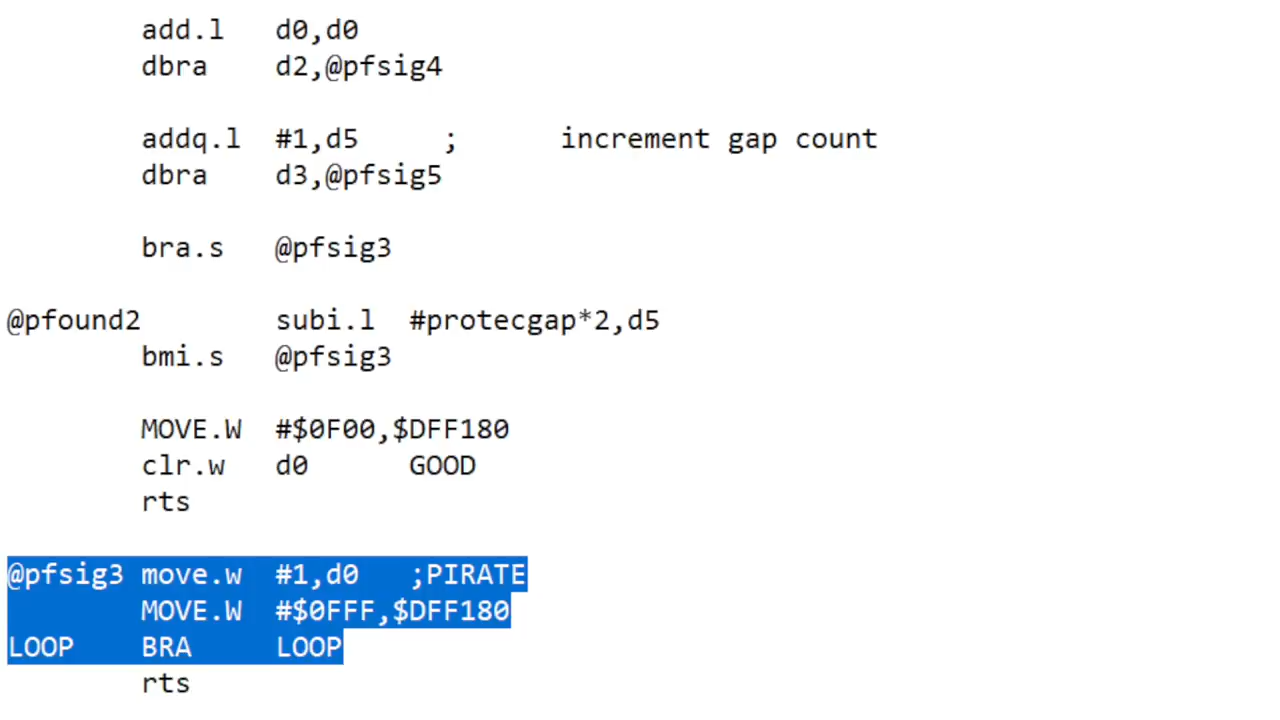 add.l d0,d0
dbra d2,@pfsig4
addq.l #1,d5 ; increment gap count
dbra d3,@pfsig5
bra.s @pfsig3
@pfound2 subi.l #protecgap*2,d5
bmi.s @pfsig3
MOVE.W #$0F00,$DFF180
clr.w d0 GOOD
rts
@pfsig3 move.w #1,d0 ;PIRATE
MOVE.W #$0FFF,$DFF180
LOOP BRA LOOP
rts